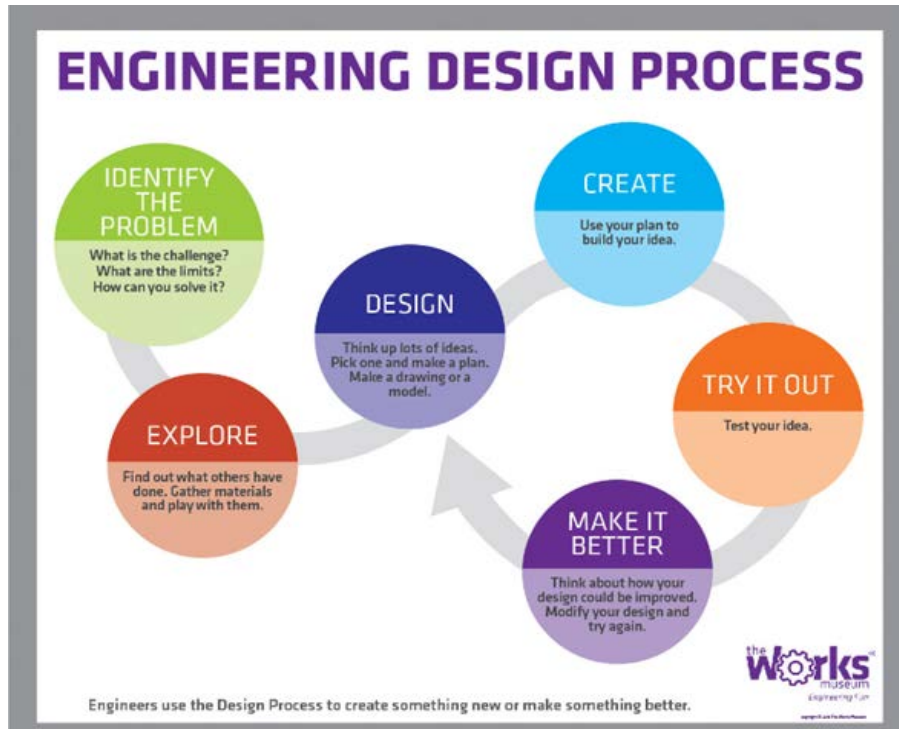 ENGINEERING DESIGN PROCESS
IDENTIFY
THE
PROBLEM
What is the challenge?
What are the limits?
How can you solve it?
EXPLORE
Find out what others have
done. Gather materials
and play with them.
DESIGN
Think up lots of ideas.
Pick one and make a plan.
Make a drawing or a
model.
CREATE
Use your plan to
build your idea.
TRY IT OUT
Test your idea.
MAKE IT
BETTER
Think about how your
design could be improved.
Modify your design and
try again.
the
Works
museum
Engineering Fun
Engineers use the Design Process to create something new or make something better.